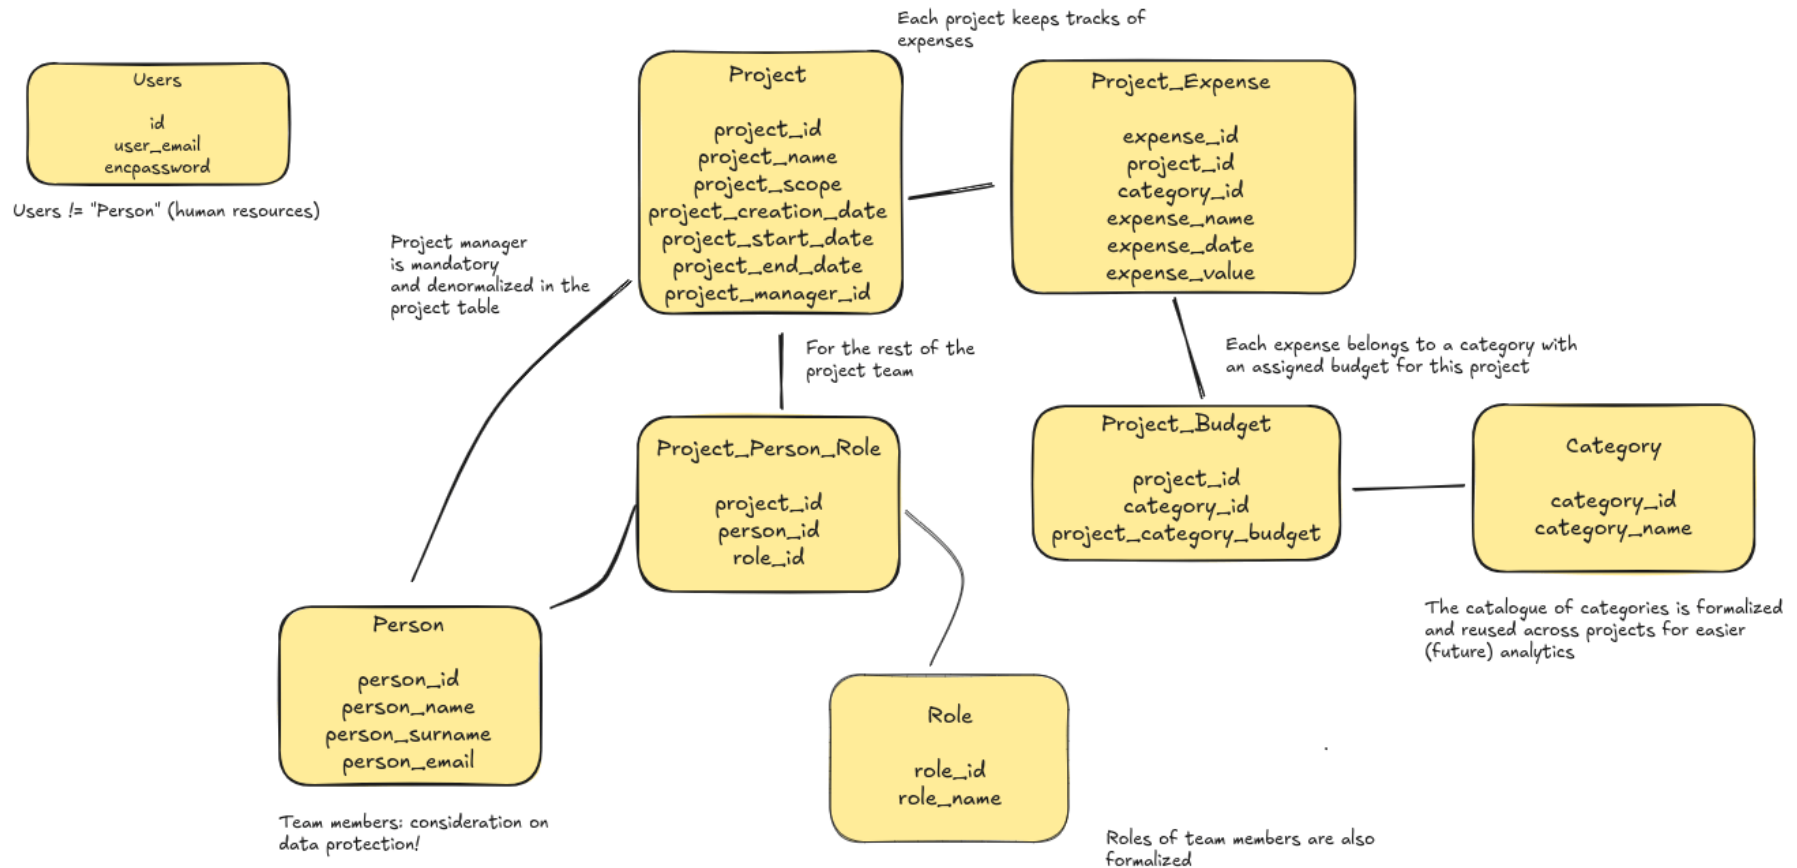 Each project keeps tracks of
expenses
Users
id
user_email
encpassword
Users != "Person" (human resources)
Project
project_id
project_name
project_scope
project_creation_date
project_start_date
project_end_date
project_manager_id
Project_Expense
expense_id
project_id
category_id
expense_name
expense_date
expense_value
Project manager
is mandatory
and denormalized in the
project table
For the rest of the
project team
Each expense belongs to a category with
an assigned budget for this project
Project_Person_Role
project_id
person_id
role_id
Project_Budget
project_id
category_id
project_category_budget
Category
category_id
category_name
The catalogue of categories is formalized
and reused across projects for easier
(future) analytics
Person
person_id
person_name
person_surname
person_email
Team members: consideration on
data protection!
Role
role_id
role_name
Roles of team members are also
formalized